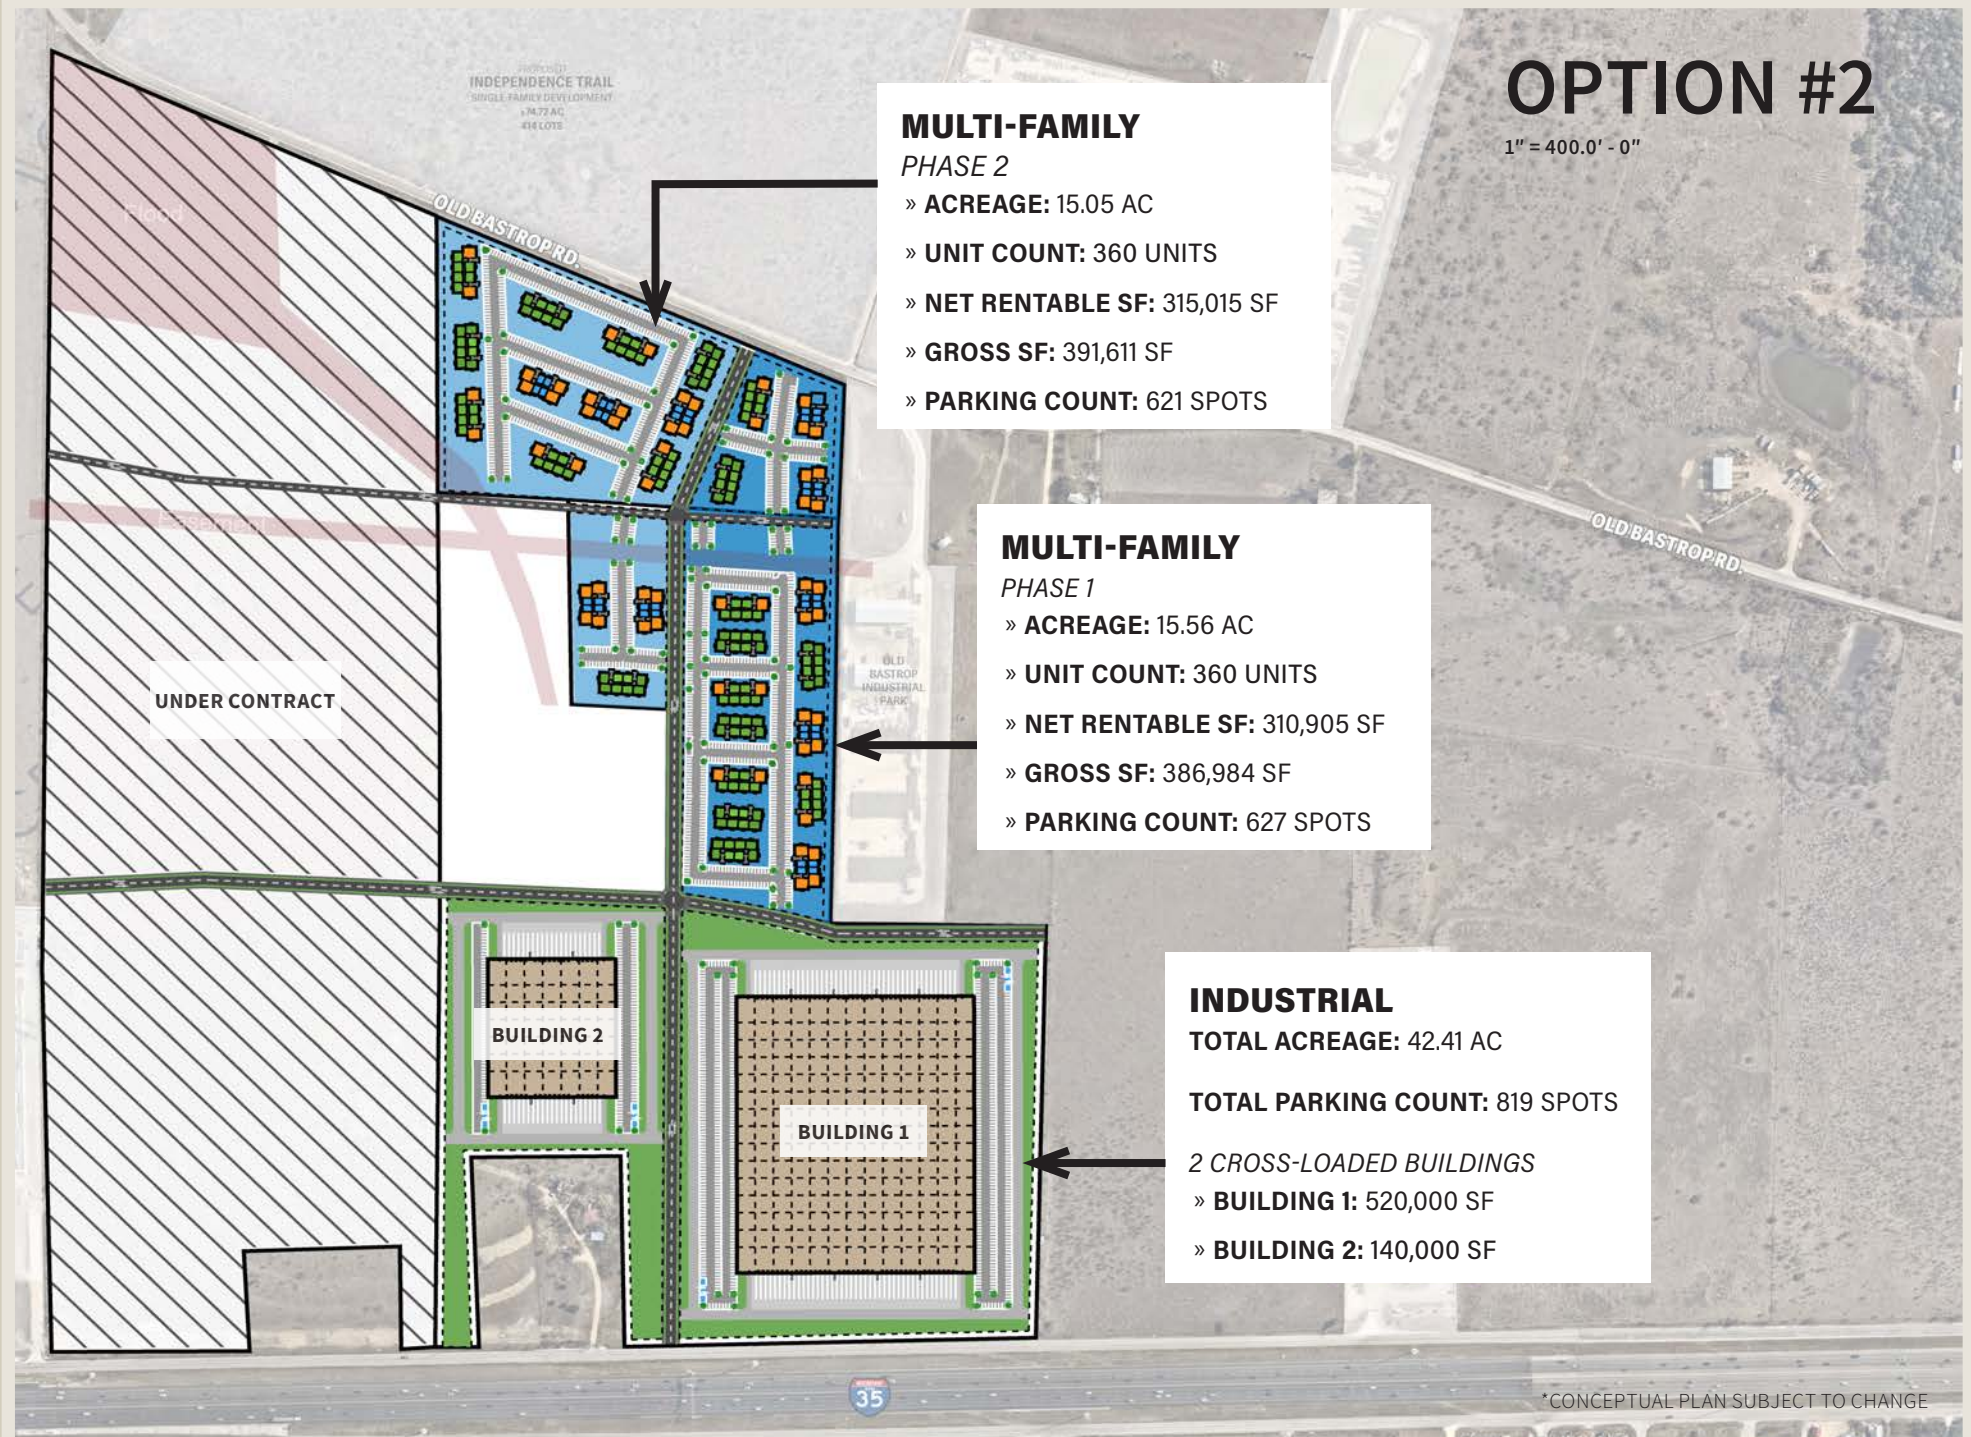 OPTION #2
1" = 400.0' - 0"
PROPOSED
INDEPENDENCE TRAIL
SINGLE-FAMILY DEVELOPMENT
±74.72 AC
414 LOTS
MULTI-FAMILY
PHASE 2
» ACREAGE: 15.05 AC
» UNIT COUNT: 360 UNITS
» NET RENTABLE SF: 315,015 SF
» GROSS SF: 391,611 SF
» PARKING COUNT: 621 SPOTS
Flood
OLD BASTROP RD.
Easement
MULTI-FAMILY
PHASE 1
» ACREAGE: 15.56 AC
» UNIT COUNT: 360 UNITS
» NET RENTABLE SF: 310,905 SF
» GROSS SF: 386,984 SF
» PARKING COUNT: 627 SPOTS
OLD BASTROP RD.
OLD
BASTROP
INDUSTRIAL
PARK
UNDER CONTRACT
BUILDING 2
BUILDING 1
INDUSTRIAL
TOTAL ACREAGE: 42.41 AC
TOTAL PARKING COUNT: 819 SPOTS
2 CROSS-LOADED BUILDINGS
» BUILDING 1: 520,000 SF
» BUILDING 2: 140,000 SF
35
*CONCEPTUAL PLAN SUBJECT TO CHANGE